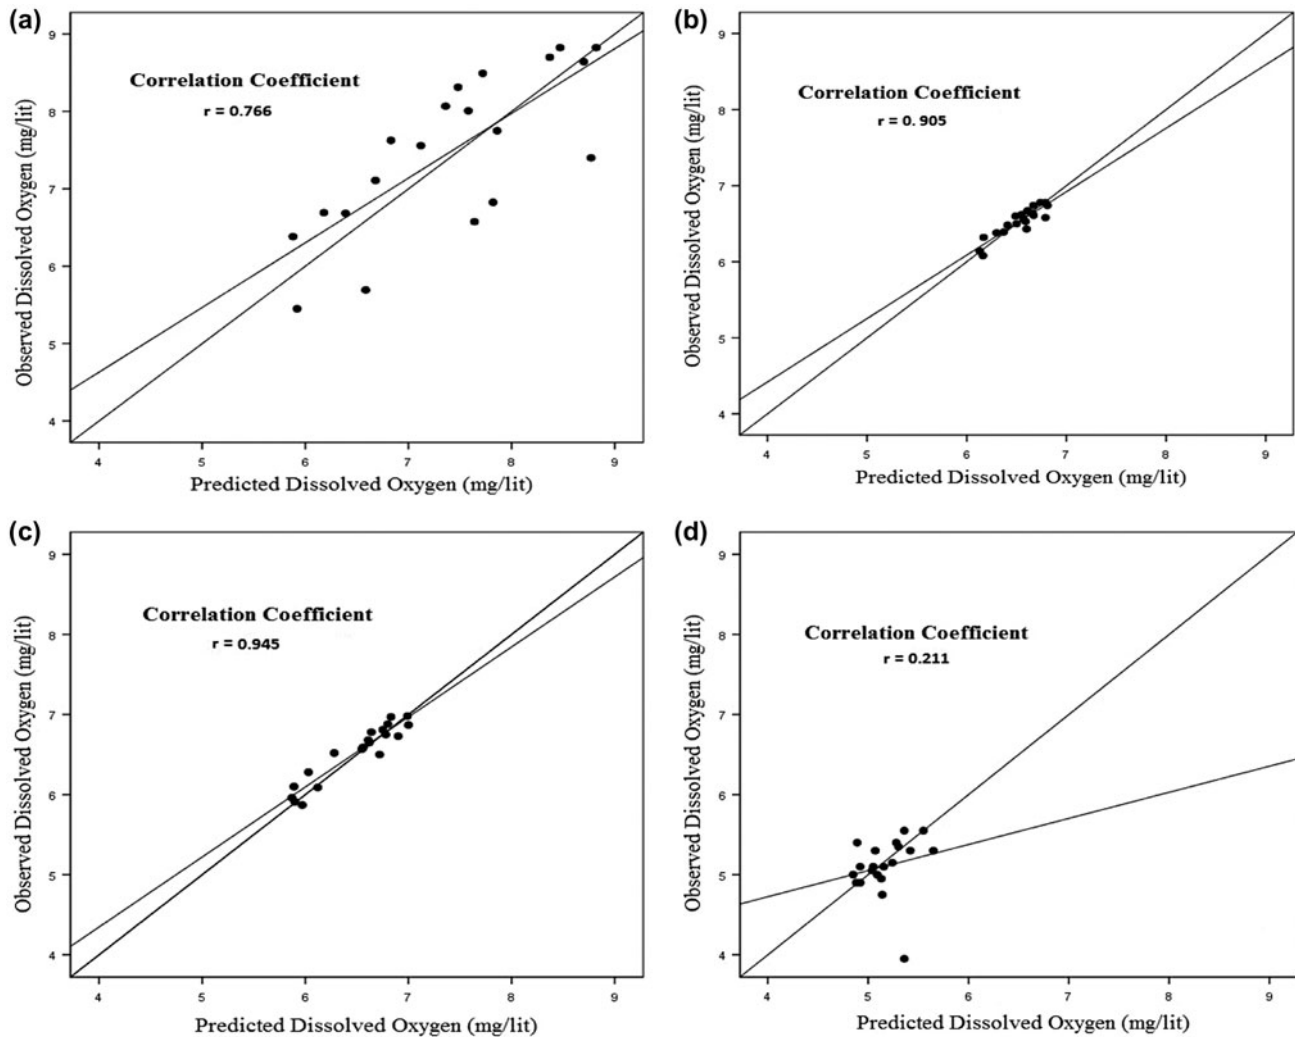 (a)
Correlation Coefficient
r = 0.766
Observed Dissolved Oxygen (mg/lit)
9
8
7
6
5
4
4 5 6 7 8 9
Predicted Dissolved Oxygen (mg/lit)
(b)
Correlation Coefficient
r = 0. 905
Observed Dissolved Oxygen (mg/lit)
9
8
7
6
5
4
4 5 6 7 8 9
Predicted Dissolved Oxygen (mg/lit)
(c)
Correlation Coefficient
r = 0.945
Observed Dissolved Oxygen (mg/lit)
9
8
7
6
5
4
4 5 6 7 8 9
Predicted Dissolved Oxygen (mg/lit)
(d)
Correlation Coefficient
r = 0.211
Observed Dissolved Oxygen (mg/lit)
9
8
7
6
5
4
4 5 6 7 8 9
Predicted Dissolved Oxygen (mg/lit)